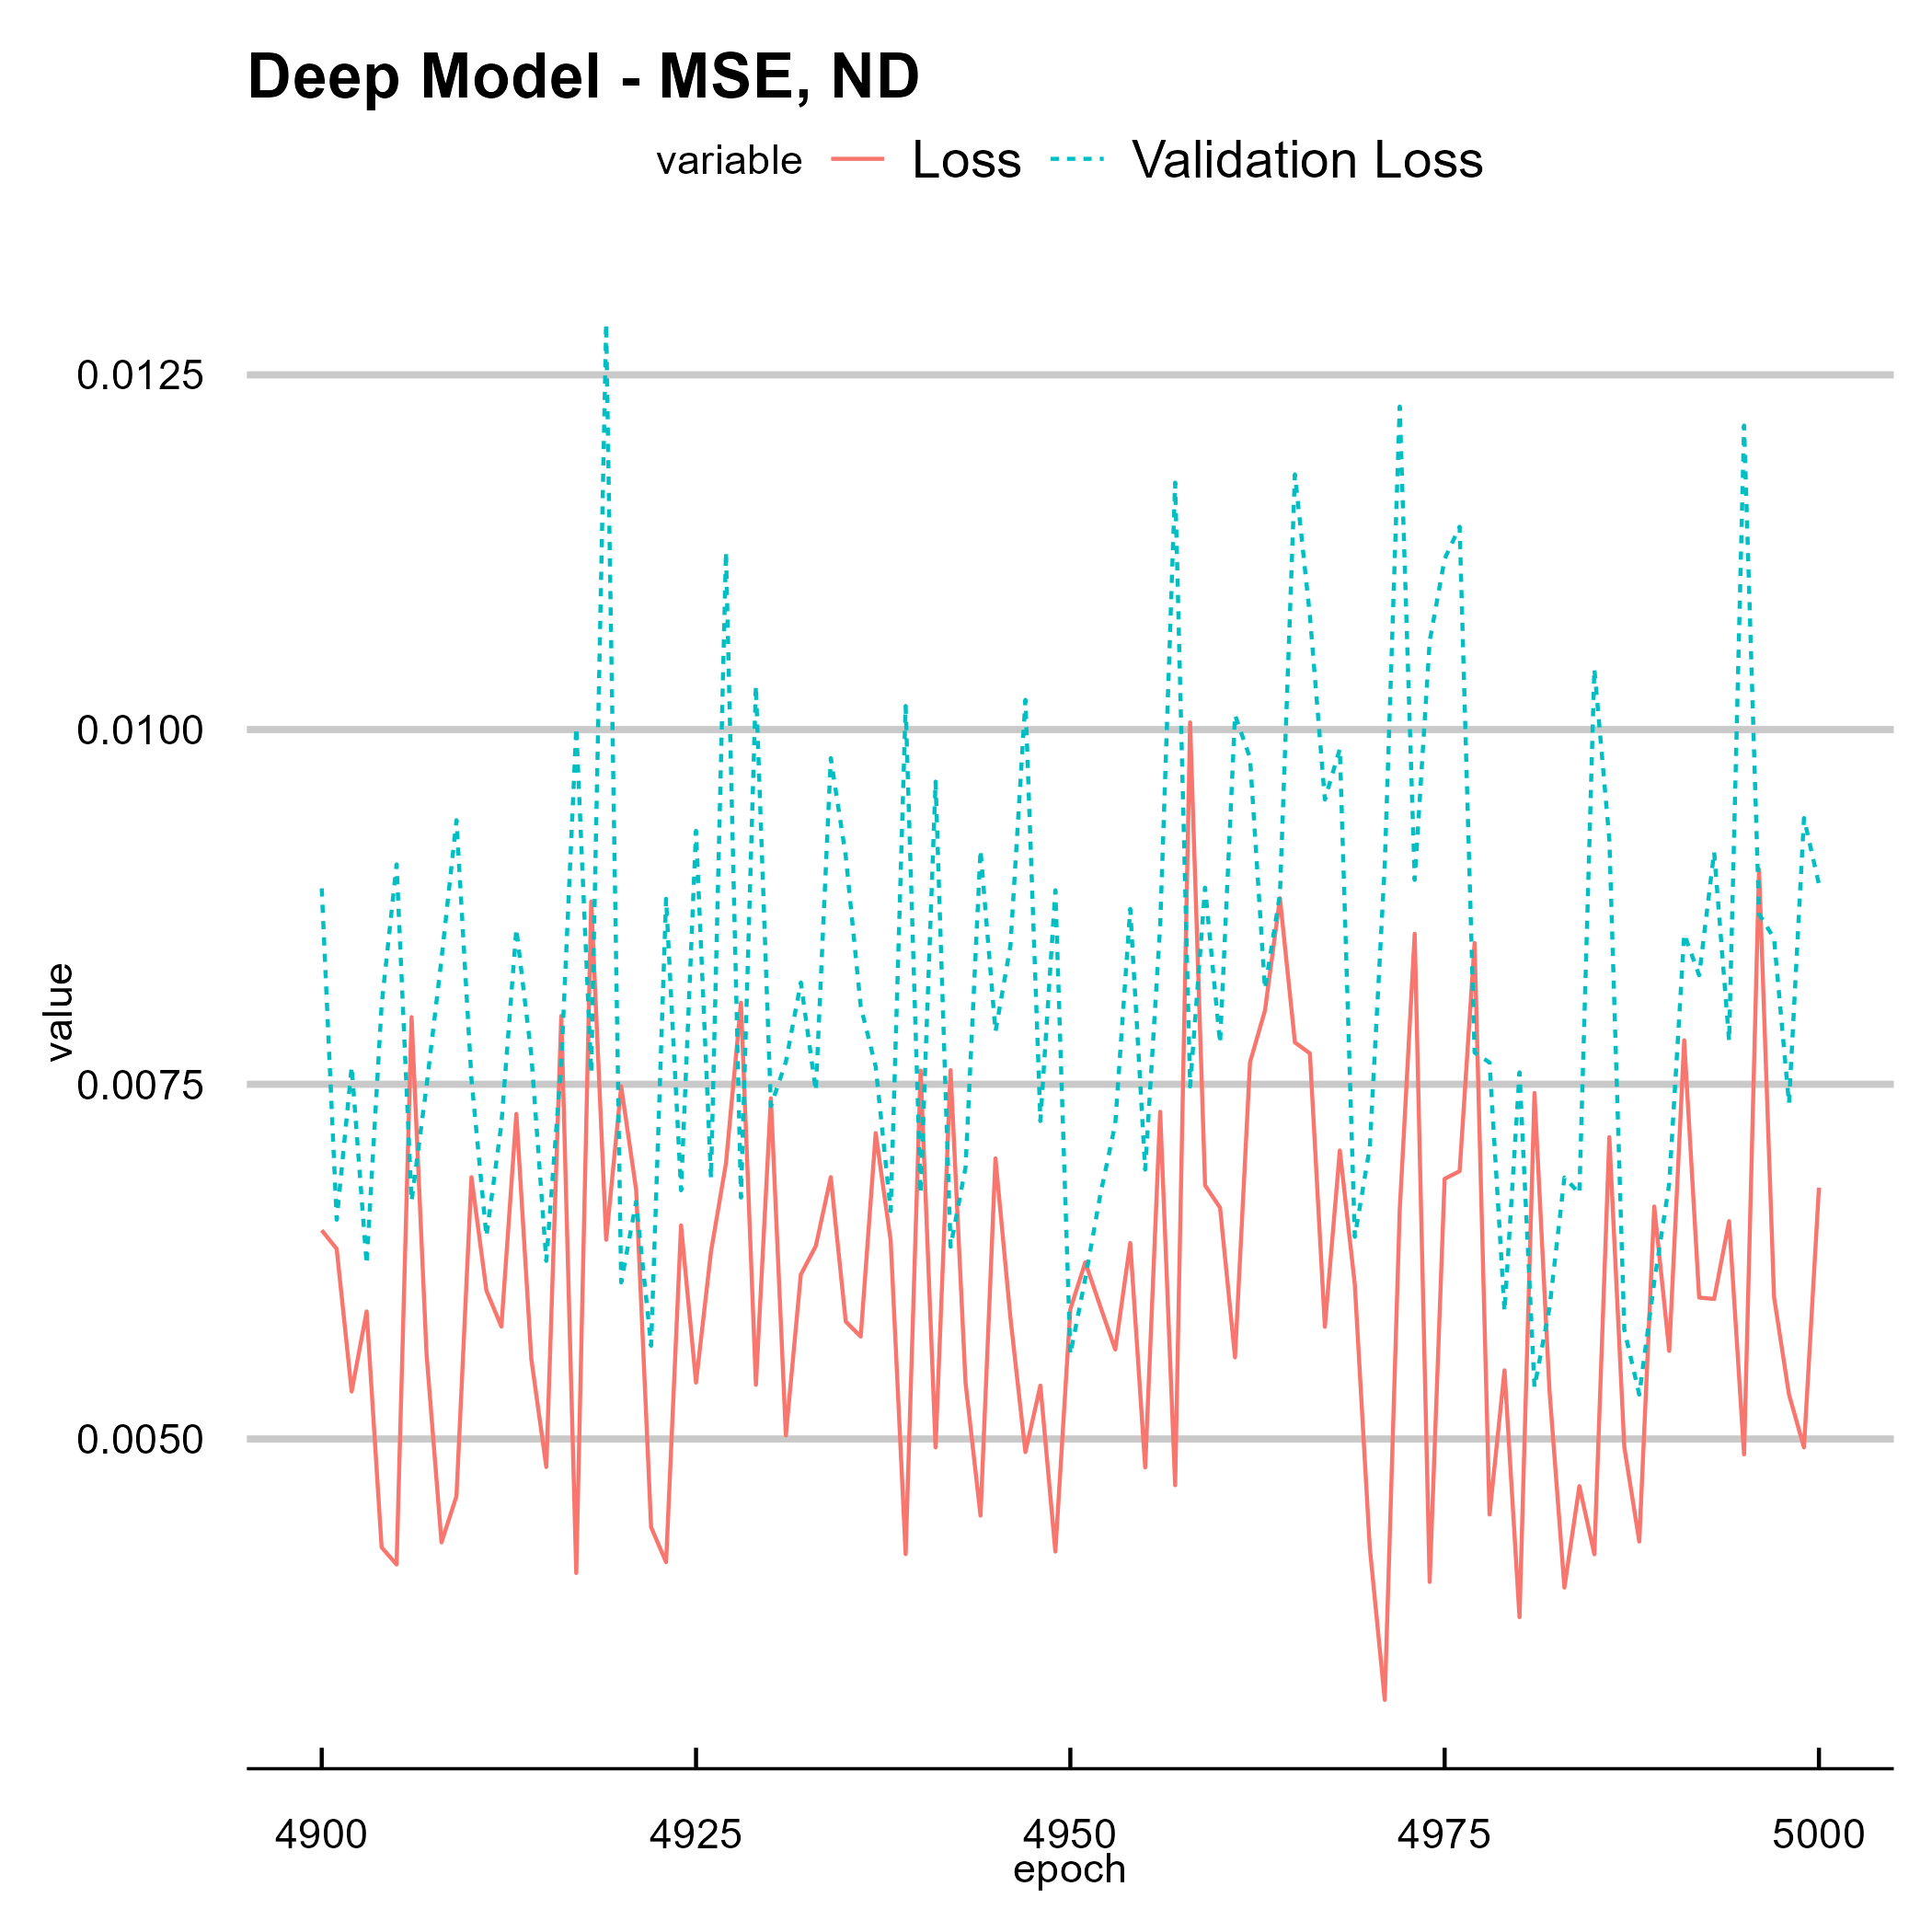 Deep Model - MSE, ND
variable Loss Validation Loss
0.0125
0.0100
value
0.0075
0.0050
4900 4925 4950 4975 5000
epoch